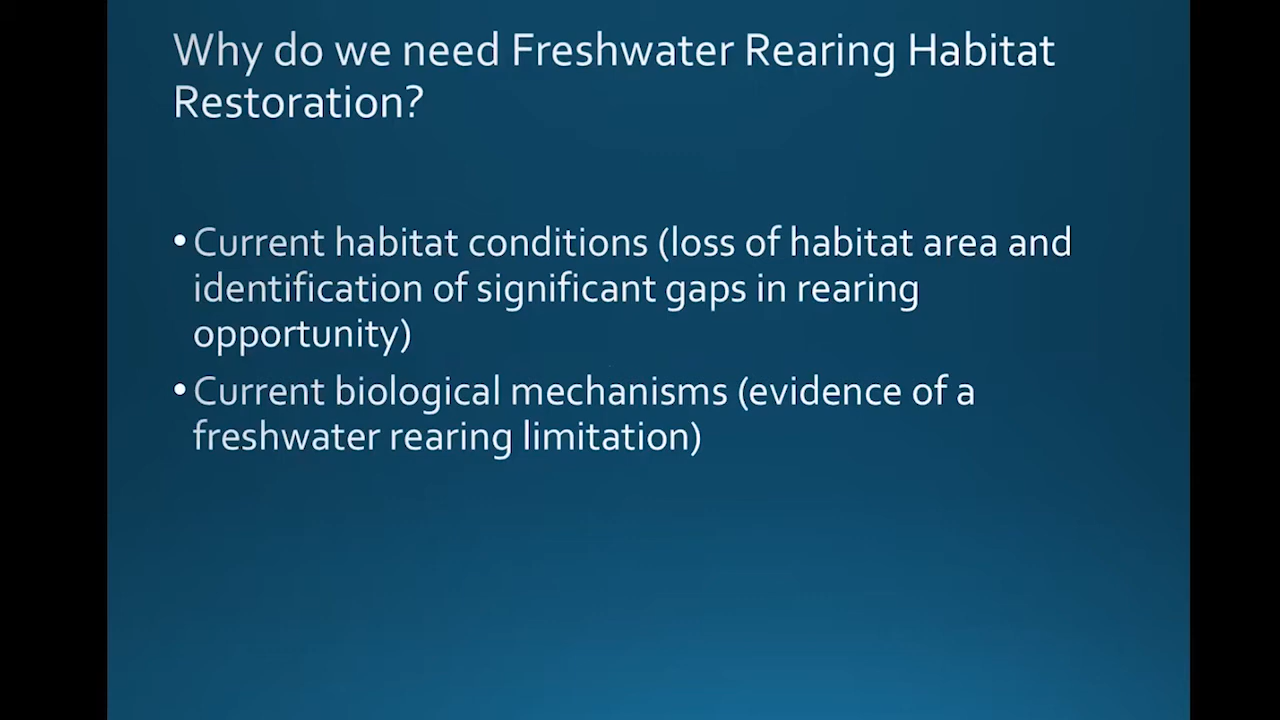 Why do we need Freshwater Rearing Habitat
Restoration?
• Current habitat conditions (loss of habitat area and
identification of significant gaps in rearing
opportunity)
• Current biological mechanisms (evidence of a
freshwater rearing limitation)